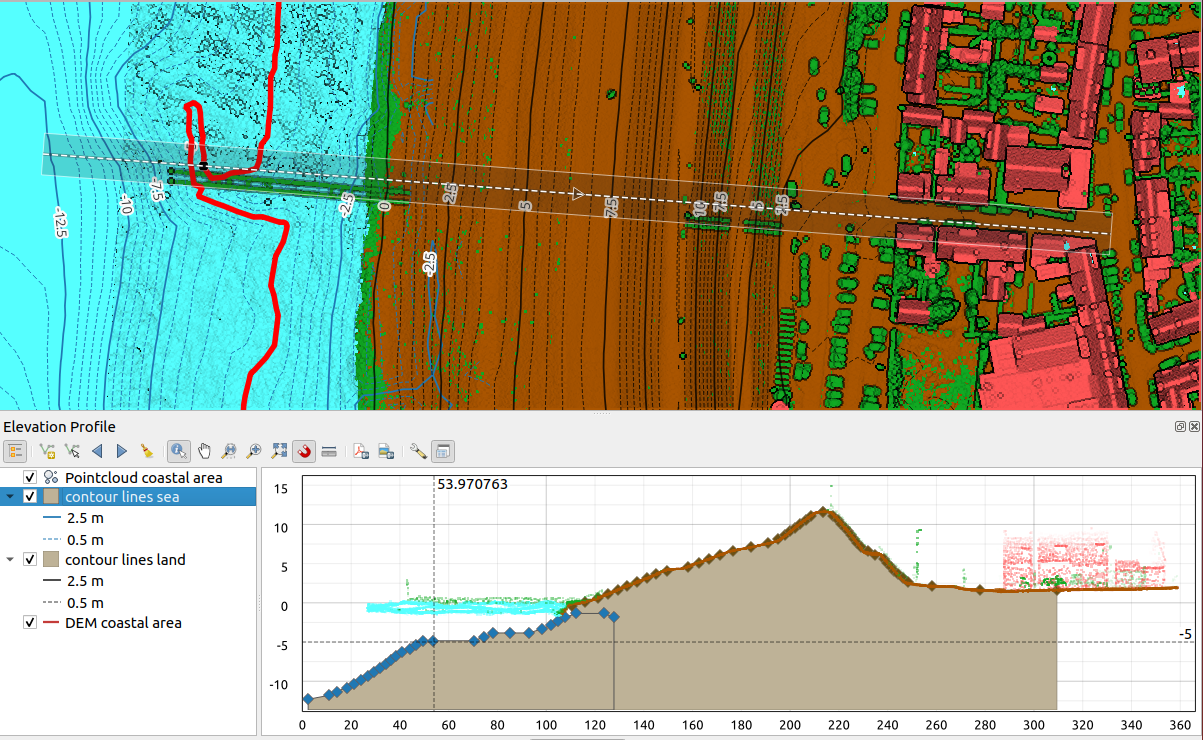 -12.5
-10
-7.5
-2.5
0
2.5
5
7.5
10
7.5
5
2.5
-2.5
Elevation Profile
Pointcloud coastal area
contour lines sea
2.5 m
0.5 m
contour lines land
2.5 m
0.5 m
DEM coastal area
53.970763
15
10
5
0
-5
-10
-5
0 20 40 60 80 100 120 140 160 180 200 220 240 260 280 300 320 340 360